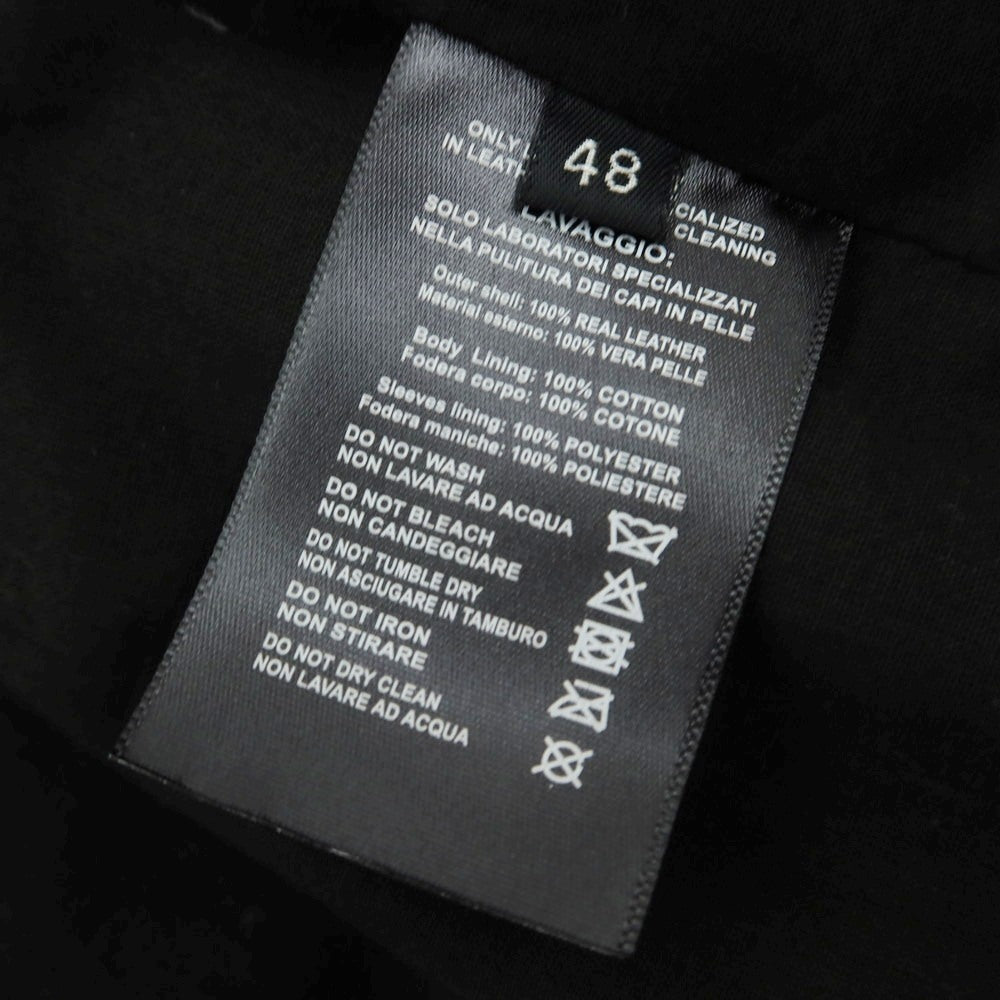 48
ONLY
IN
CIALIZED
CLEANING
LAVAGGIO:
SOLO LABORATORI SPECIALIZZATI
NELLA PULITURA DEI CAPI IN PELLE
Outer shell: 100% REAL LEATHER
Material esterno: 100% VERA PELLE
Body Lining: 100% COTTON
Fodera corpo: 100% COTONE
Sleeves lining: 100% POLYESTER
Fodera maniche: 100% POLIESTERE
DO NOT WASH
NON LAVARE AD ACQUA
DO NOT BLEACH
NON CANDEGGIARE
DO NOT TUMBLE DRY
NON ASCIUGARE IN TAMBURO
DO NOT IRON
NON STIRARE
DO NOT DRY CLEAN
NON LAVARE AD ACQUA